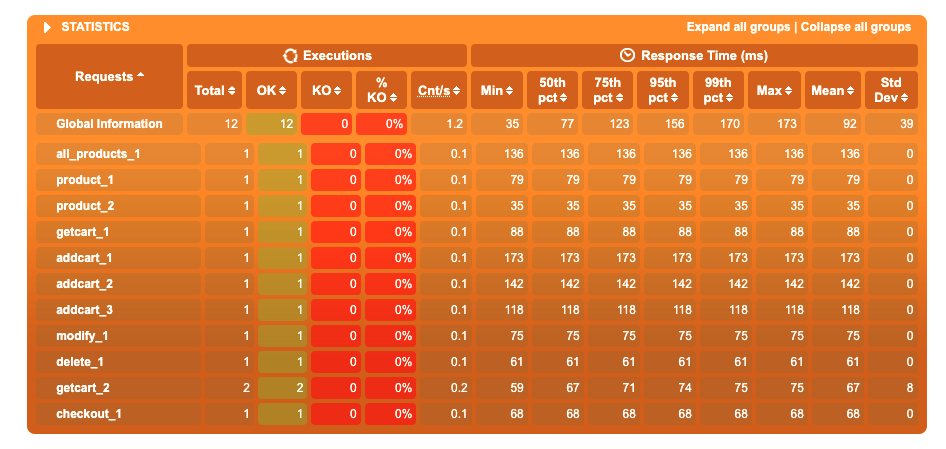 STATISTICS Expand all groups | Collapse all groups
Requests Executions Response Time (ms)
Total OK KO % KO Cnt/s Min 50th pct 75th pct 95th pct 99th pct Max Mean Std Dev
Global Information 12 12 0 0% 1.2 35 77 123 156 170 173 92 39
all_products_1 1 1 0 0% 0.1 136 136 136 136 136 136 136 0
product_1 1 1 0 0% 0.1 79 79 79 79 79 79 79 0
product_2 1 1 0 0% 0.1 35 35 35 35 35 35 35 0
getcart_1 1 1 0 0% 0.1 88 88 88 88 88 88 88 0
addcart_1 1 1 0 0% 0.1 173 173 173 173 173 173 173 0
addcart_2 1 1 0 0% 0.1 142 142 142 142 142 142 142 0
addcart_3 1 1 0 0% 0.1 118 118 118 118 118 118 118 0
modify_1 1 1 0 0% 0.1 75 75 75 75 75 75 75 0
delete_1 1 1 0 0% 0.1 61 61 61 61 61 61 61 0
getcart_2 2 2 0 0% 0.2 59 67 71 74 75 75 67 8
checkout_1 1 1 0 0% 0.1 68 68 68 68 68 68 68 0